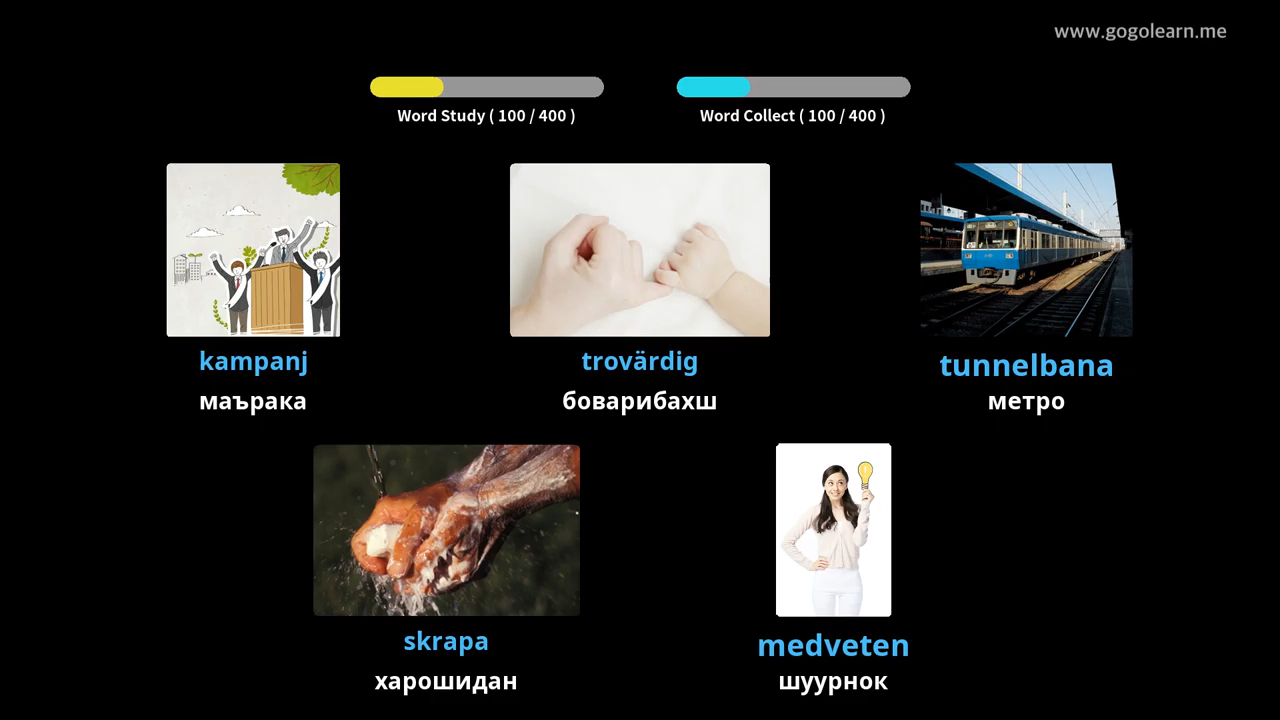 www.gogolearn.me
Word Study ( 100 / 400 )
Word Collect ( 100 / 400 )
kampanj
маърака
trovärdig
боварибахш
tunnelbana
метро
skrapa
харошидан
medveten
шуурнок